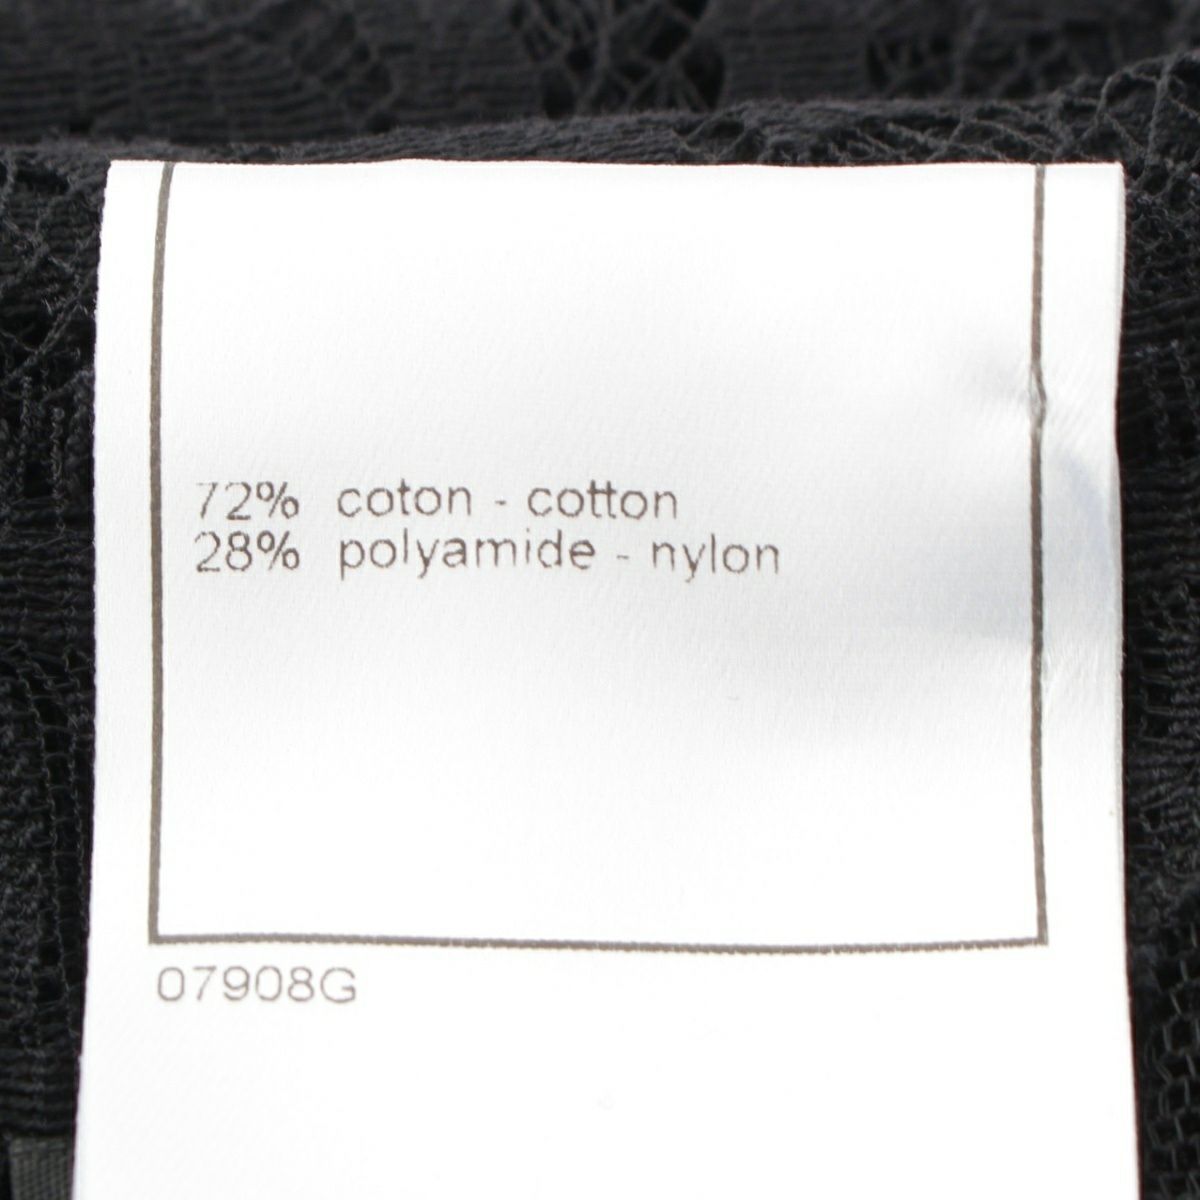 72% coton - cotton
28% polyamide - nylon
07908G